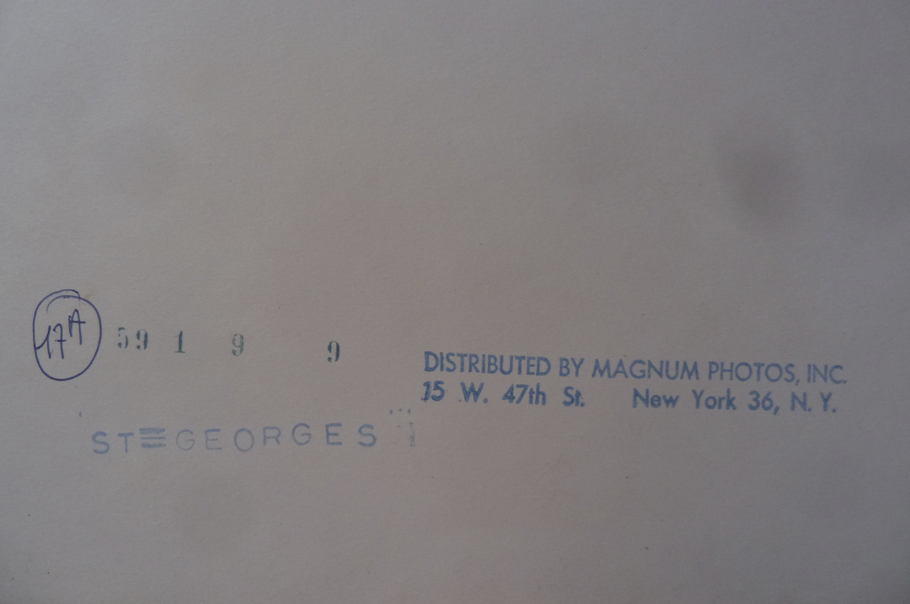 17A
59 1 9 9
DISTRIBUTED BY MAGNUM PHOTOS, INC.
15 W. 47th St. New York 36, N. Y.
ST≡GEORGES